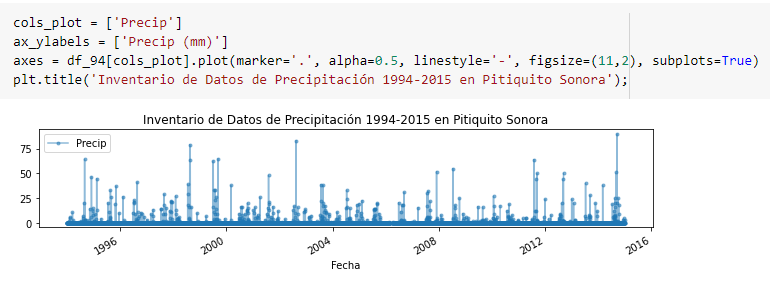 cols_plot = ['Precip']
ax_ylabels = ['Precip (mm)']
axes = df_94[cols_plot].plot(marker='.', alpha=0.5, linestyle='-', figsize=(11,2), subplots=True)
plt.title('Inventario de Datos de Precipitación 1994-2015 en Pitiquito Sonora');
Inventario de Datos de Precipitación 1994-2015 en Pitiquito Sonora
Precip
75
50
25
0
1996
2000
2004
2008
2012
2016
Fecha